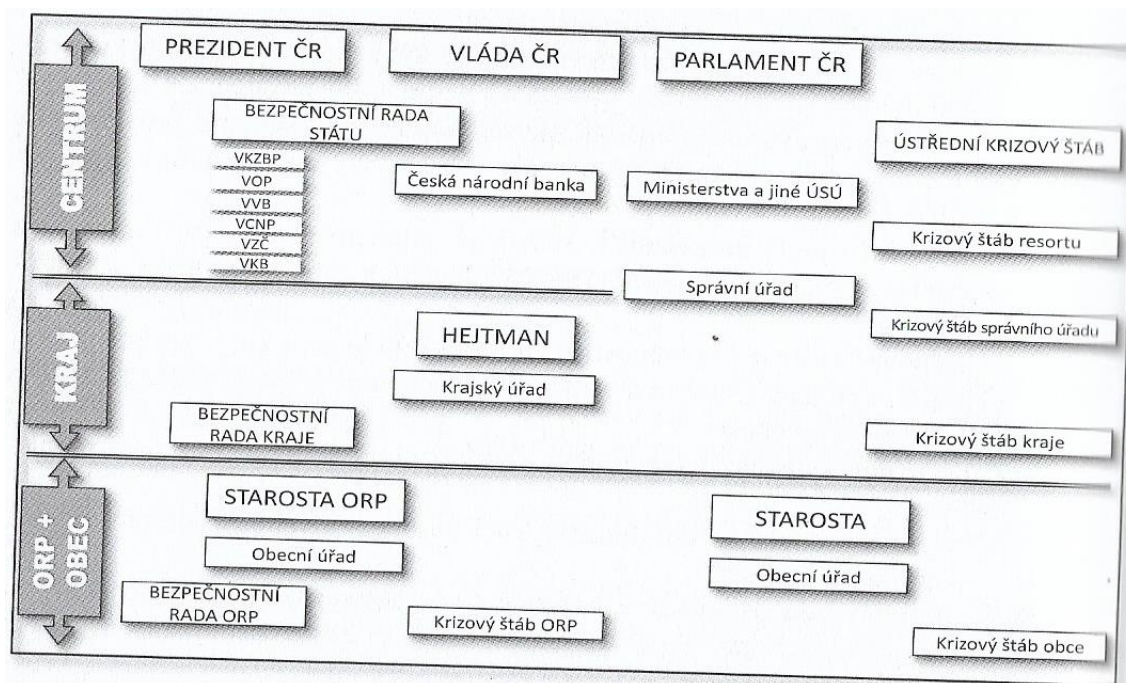 CENTRUM
PREZIDENT ČR
VLÁDA ČR
PARLAMENT ČR
BEZPEČNOSTNÍ RADA
STÁTU
ÚSTŘEDNÍ KRIZOVÝ ŠTÁB
VKZBP
VOP
VVB
VCNP
VZČ
VKB
Česká národní banka
Ministerstva a jiné ÚSÚ
Krizový štáb resortu
Správní úřad
KRAJ
HEJTMAN
Krizový štáb správního úřadu
Krajský úřad
BEZPEČNOSTNÍ
RADA KRAJE
Krizový štáb kraje
ORP +
OBEC
STAROSTA ORP
STAROSTA
Obecní úřad
Obecní úřad
BEZPEČNOSTNÍ
RADA ORP
Krizový štáb ORP
Krizový štáb obce